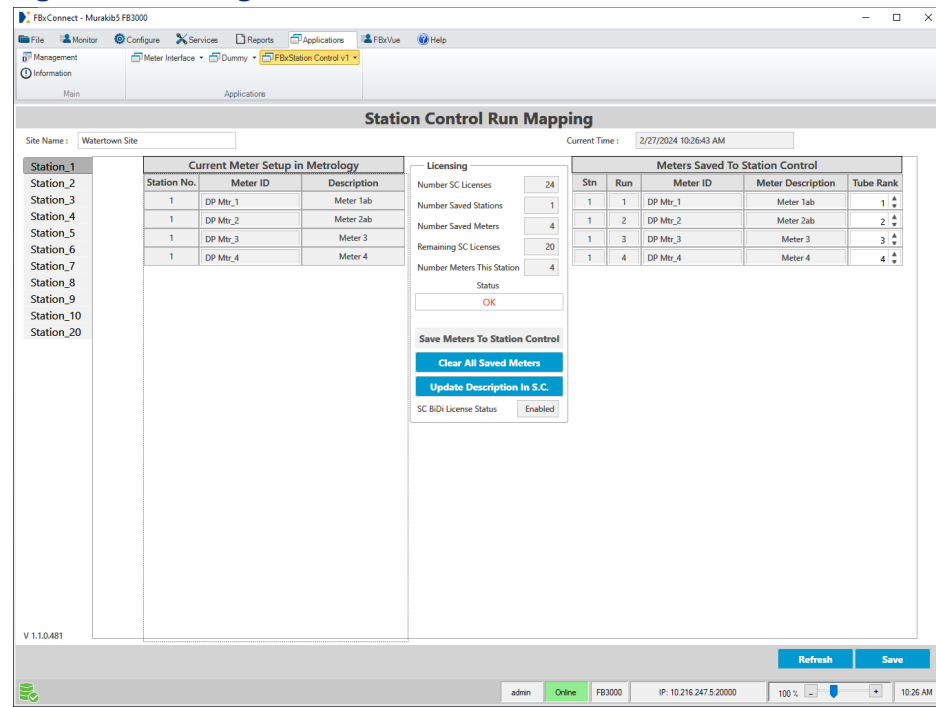 FBxConnect - Murakib5 FB3000
File Monitor Configure Services Reports Applications FBxVue Help
Management Meter Interface Dummy FBxStation Control v1
Information
Main Applications
Station Control Run Mapping
Site Name : Watertown Site Current Time : 2/27/2024 10:26:43 AM
Station_1
Station_2
Station_3
Station_4
Station_5
Station_6
Station_7
Station_8
Station_9
Station_10
Station_20
Current Meter Setup in Metrology
Station No. Meter ID Description
1 DP Mtr_1 Meter 1ab
1 DP Mtr_2 Meter 2ab
1 DP Mtr_3 Meter 3
1 DP Mtr_4 Meter 4
Licensing
Number SC Licenses 24
Number Saved Stations 1
Number Saved Meters 4
Remaining SC Licenses 20
Number Meters This Station 4
Status
OK
Save Meters To Station Control
Clear All Saved Meters
Update Description In S.C.
SC BiDi License Status Enabled
Meters Saved To Station Control
Stn Run Meter ID Meter Description Tube Rank
1 1 DP Mtr_1 Meter 1ab 1
1 2 DP Mtr_2 Meter 2ab 2
1 3 DP Mtr_3 Meter 3 3
1 4 DP Mtr_4 Meter 4 4
V 1.1.0.481
Refresh Save
admin Online FB3000 IP: 10.216.247.5:20000 100 % - + 10:26 AM